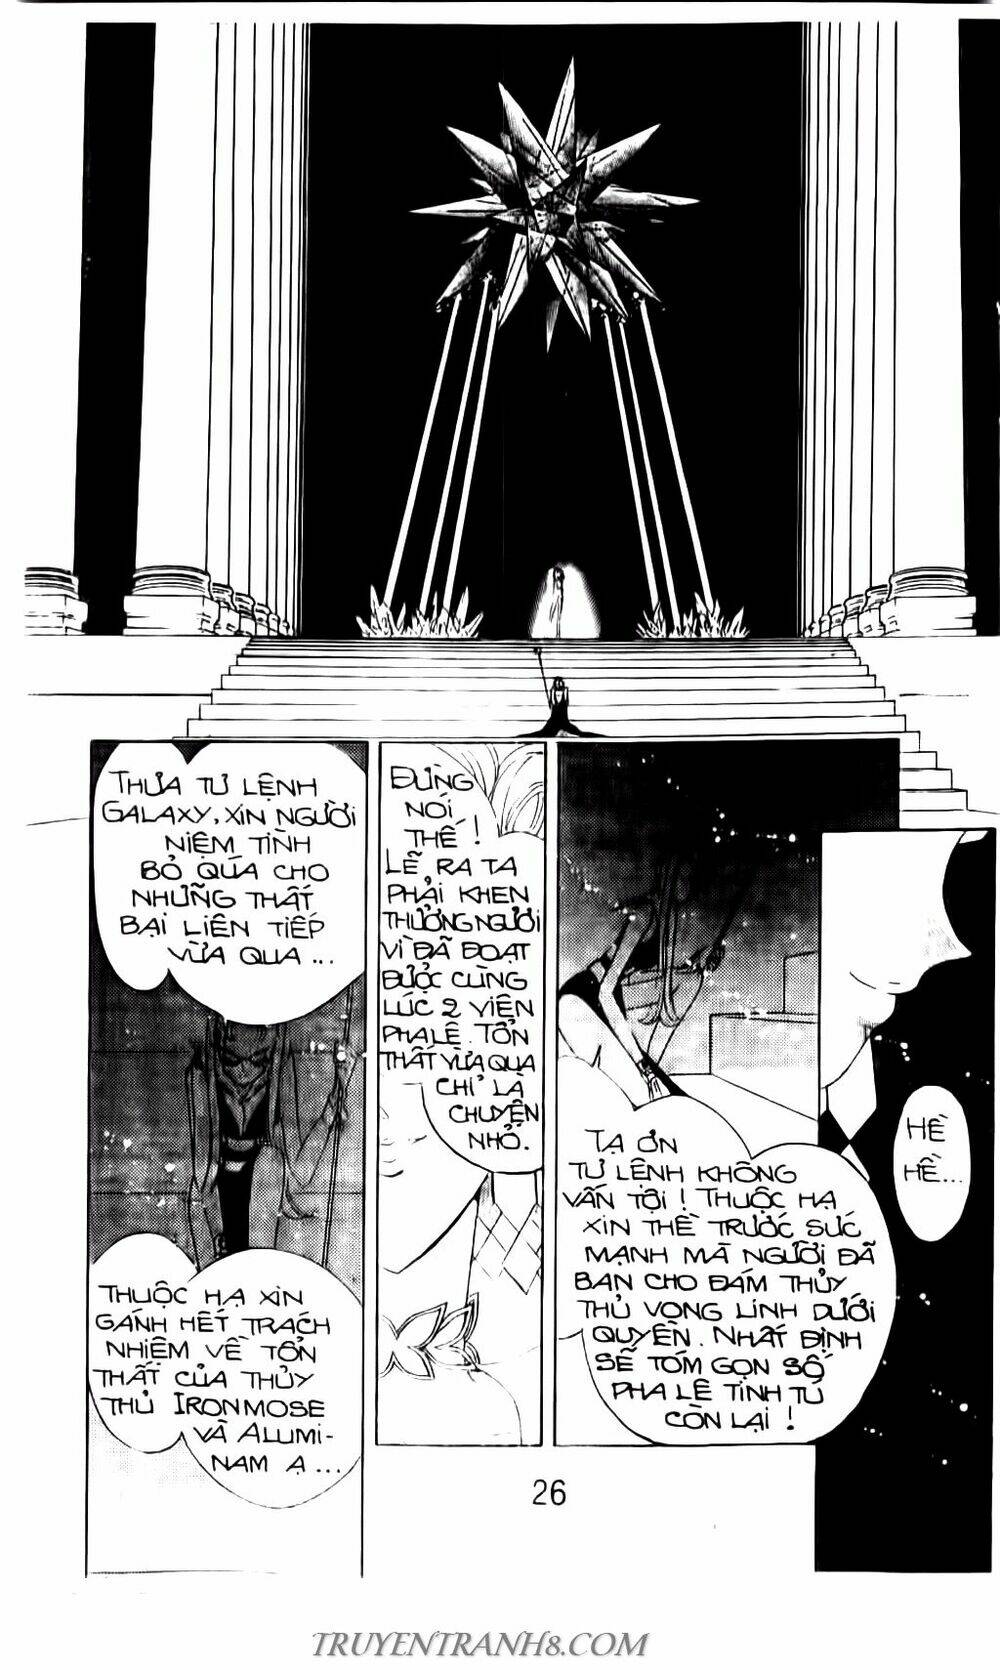 THƯA TƯ LỆNH
GALAXY, XIN NGƯỜI
NIỆM TÌNH
BỎ QÚA CHO
NHỮNG THẤT
BẠI LIÊN TIẾP
VỪA QUA...
THUỘC HẠ XIN
GÁNH HẾT TRÁCH
NHIỆM VỀ TỔN
THẤT CỦA THỦY
THỦ IRONMOSE
VÀ ALUMI-
NAM Ạ...
ĐỪNG
NÓI
THẾ!
LẼ RA TA
PHẢI KHEN
THƯỞNG NGƯƠI
VÌ ĐÃ ĐOẠT
ĐƯỢC CÙNG
LÚC 2 VIÊN
PHA LÊ. TỔN
THẤT VỪA QUA
CHỈ LÀ
CHUYỆN
NHỎ.
TẠ ƠN
TƯ LỆNH KHÔNG
VẤN TỘI! THUỘC HẠ
XIN THỀ TRƯỚC SỨC
MẠNH MÀ NGƯỜI ĐÃ
BAN CHO ĐÁM THỦY
THỦ VONG LINH DƯỚI
QUYỀN. NHẤT ĐỊNH
SẼ TÓM GỌN SỐ
PHA LÊ TINH TÚ
CÒN LẠI!
HÈ
HÈ...
26
TRUYENTRANH8.COM